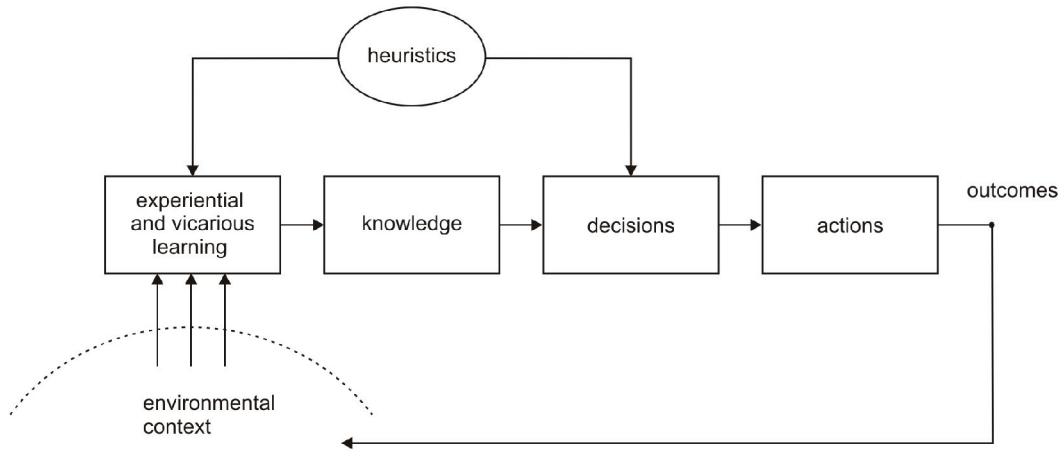 heuristics
experiential
and vicarious
learning
knowledge
decisions
actions
outcomes
environmental
context